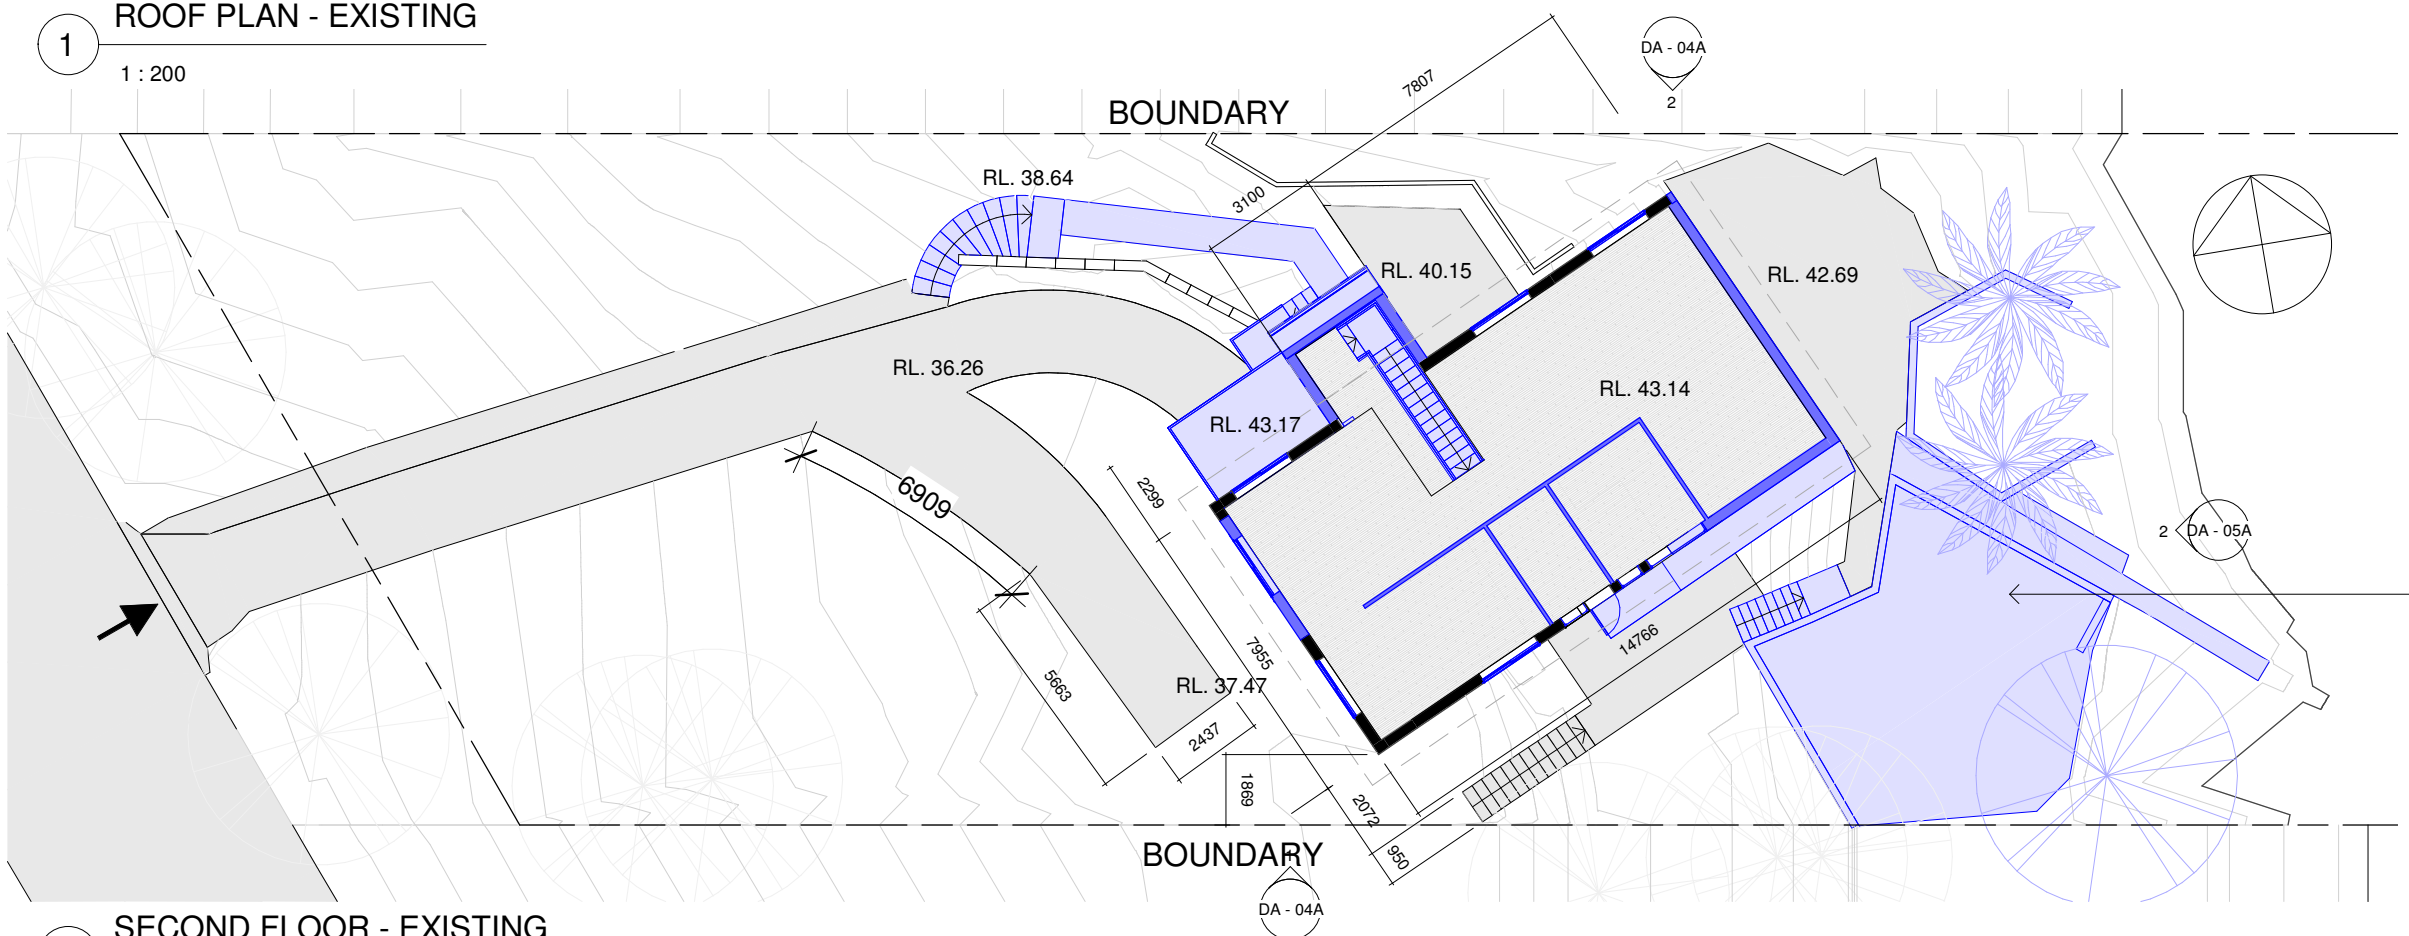 1
ROOF PLAN - EXISTING
1 : 200
DA - 04A
2
7807
BOUNDARY
RL. 38.64
3100
RL. 40.15
RL. 42.69
RL. 36.26
RL. 43.14
RL. 43.17
6909
2299
2
DA - 05A
14766
7955
5663
RL. 37.47
2437
1869
2072
950
BOUNDARY
DA - 04A
SECOND FLOOR - EXISTING